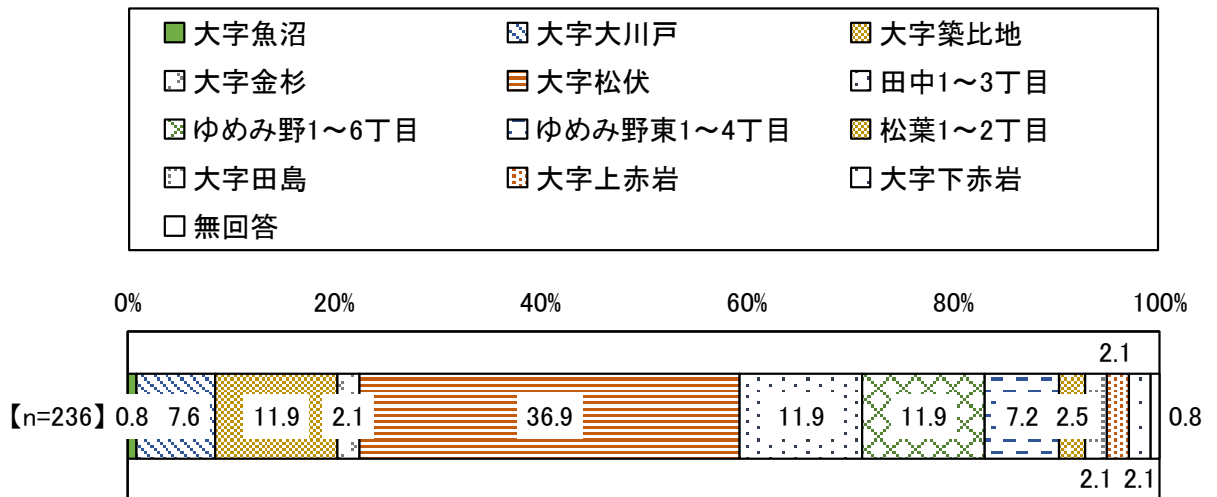 大字魚沼 大字大川戸 大字築比地
大字金杉 大字松伏 田中1～3丁目
ゆめみ野1～6丁目 ゆめみ野東1～4丁目 松葉1～2丁目
大字田島 大字上赤岩 大字下赤岩
無回答
0% 20% 40% 60% 80% 100%
2.1
【n=236】 0.8 7.6 11.9 2.1 36.9 11.9 11.9 7.2 2.5 0.8
2.1 2.1